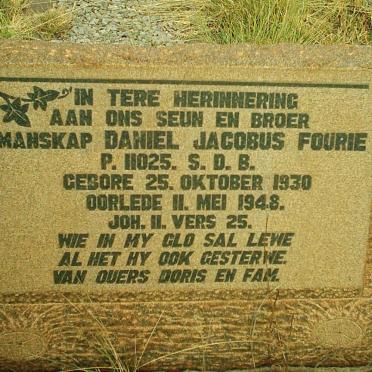 IN TERE HERINNERING
AAN ONS SEUN EN BROER
MANSKAP DANIEL JACOBUS FOURIE
P. 11025. S. D. B.
GEBORE 25. OKTOBER 1930
OORLEDE 11. MEI 1948.
JOH. 11. VERS 25.
WIE IN MY GLO SAL LEWE
AL HET HY OOK GESTERWE.
VAN OUERS DORIS EN FAM.